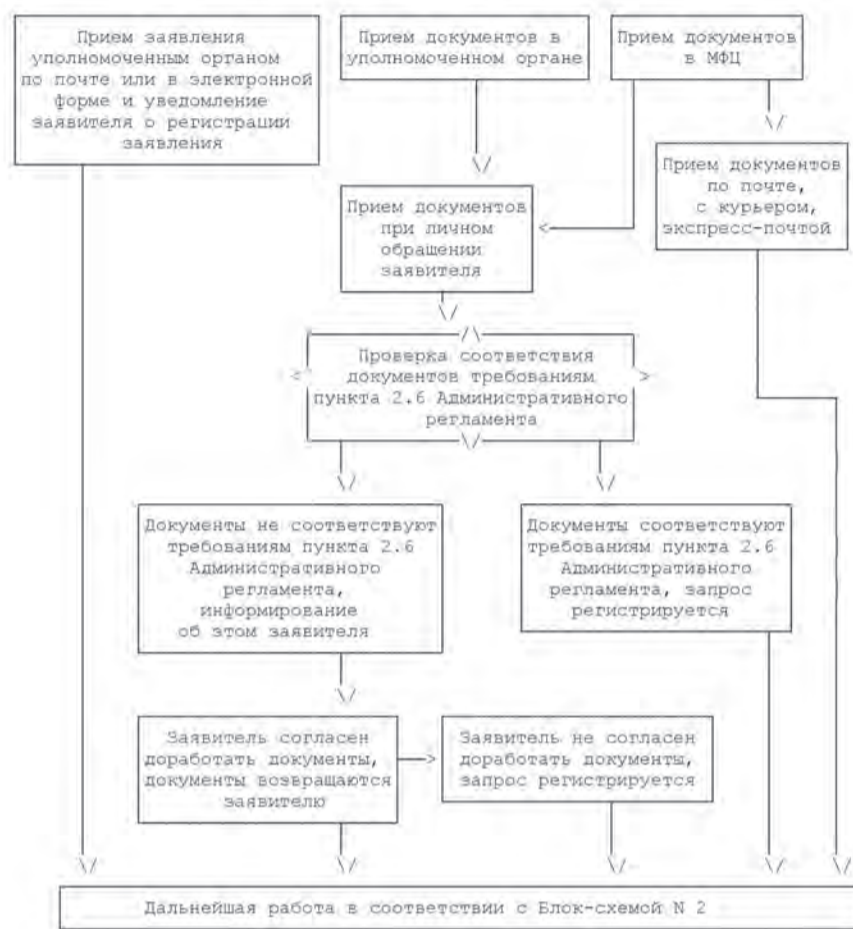 Прием заявления
уполномоченным органом
по почте или в электронной
форме и уведомление
заявителя о регистрации
заявления
Прием документов в
уполномоченном органе
Прием документов
в МФЦ
Прием документов
по почте,
с курьером,
экспресс-почтой
Прием документов
при личном
обращении
заявителя
Проверка соответствия
документов требованиям
пункта 2.6 Административного
регламента
Документы не соответствуют
требованиям пункта 2.6
Административного
регламента,
информирование
об этом заявителя
Документы соответствуют
требованиям пункта 2.6
Административного
регламента, запрос
регистрируется
Заявитель согласен
доработать документы,
документы возвращаются
заявителю
Заявитель не согласен
доработать документы,
запрос регистрируется
Дальнейшая работа в соответствии с Блок-схемой N 2